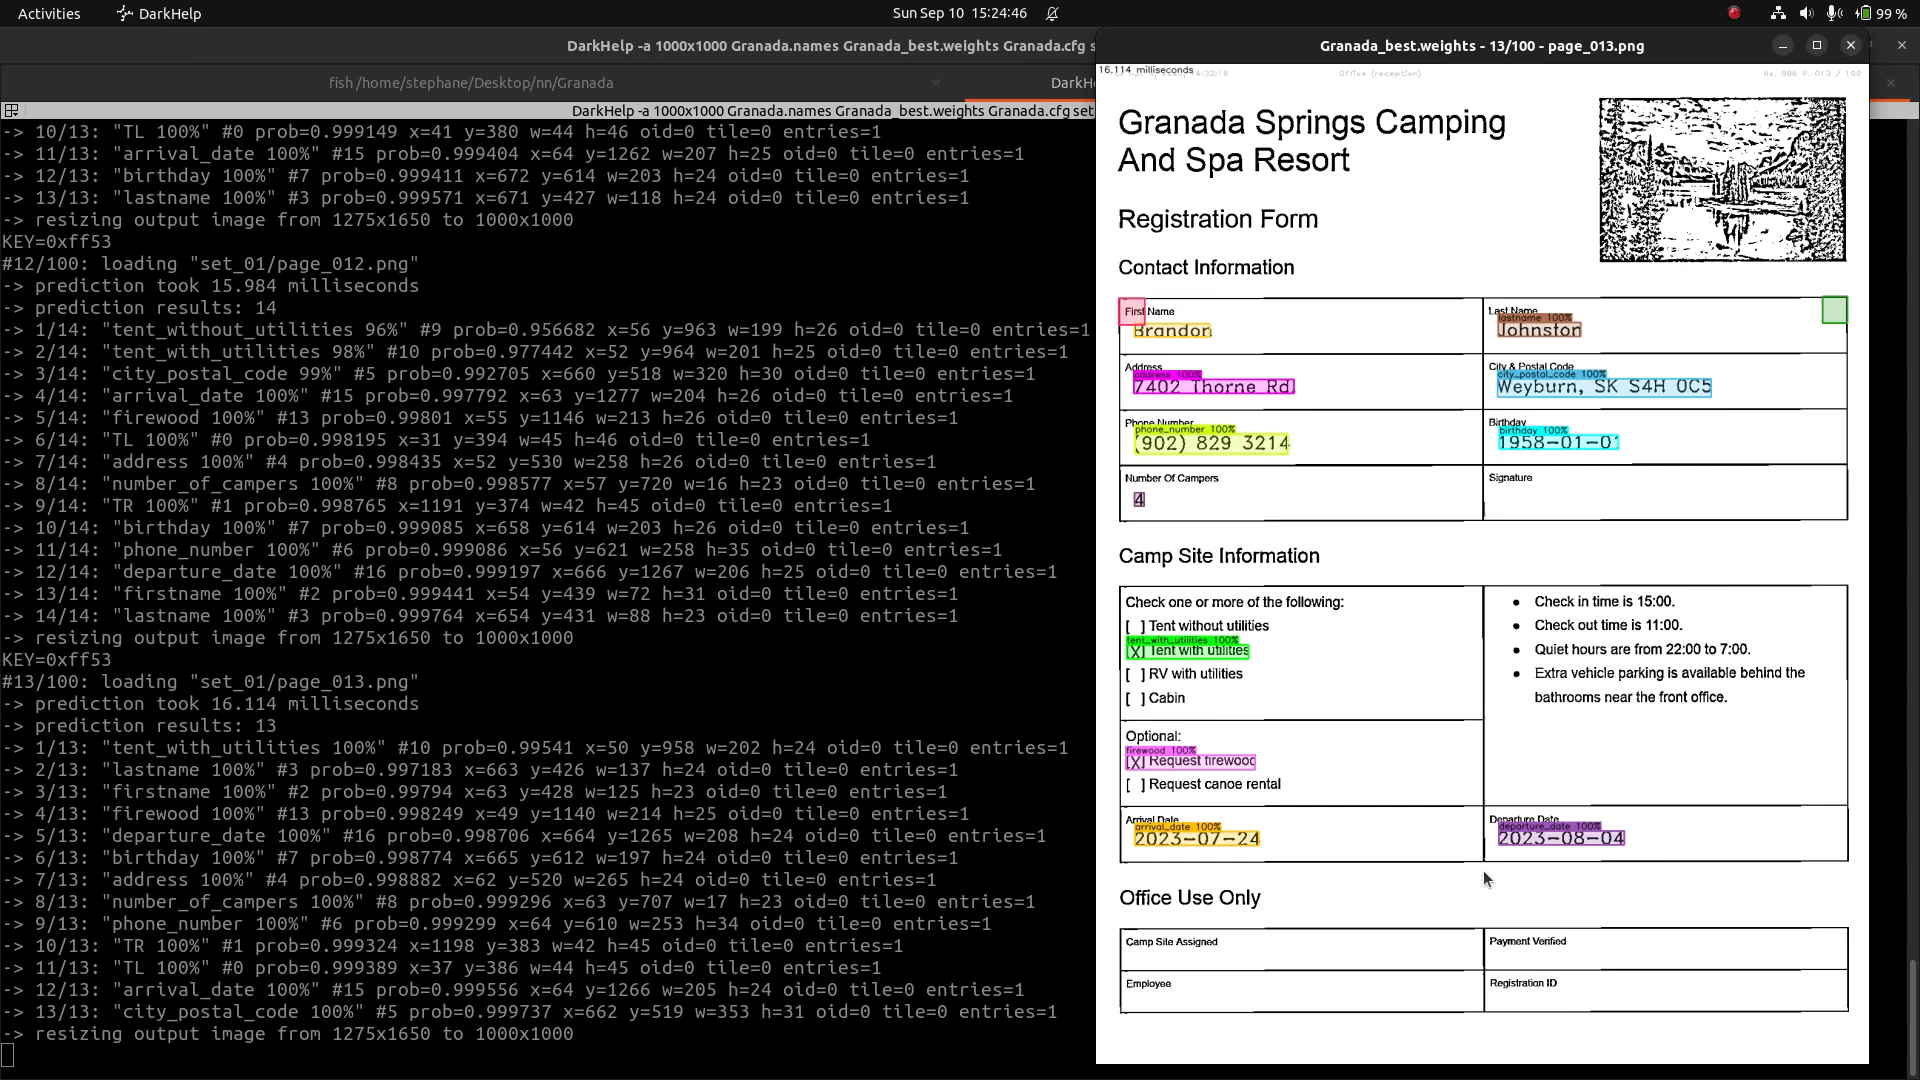 Activities
DarkHelp
Sun Sep 10 15:24:46
99 %
DarkHelp -a 1000x1000 Granada.names Granada_best.weights Granada.cfg s
fish /home/stephane/Desktop/nn/Granada
DarkHe
DarkHelp -a 1000x1000 Granada.names Granada_best.weights Granada.cfg set
-> 10/13: "TL 100%" #0 prob=0.999149 x=41 y=380 w=44 h=46 oid=0 tile=0 entries=1
-> 11/13: "arrival_date 100%" #15 prob=0.999404 x=64 y=1262 w=207 h=25 oid=0 tile=0 entries=1
-> 12/13: "birthday 100%" #7 prob=0.999411 x=672 y=614 w=203 h=24 oid=0 tile=0 entries=1
-> 13/13: "lastname 100%" #3 prob=0.999571 x=671 y=427 w=118 h=24 oid=0 tile=0 entries=1
-> resizing output image from 1275x1650 to 1000x1000
KEY=0xff53
#12/100: loading "set_01/page_012.png"
-> prediction took 15.984 milliseconds
-> prediction results: 14
-> 1/14: "tent_without_utilities 96%" #9 prob=0.956682 x=56 y=963 w=199 h=26 oid=0 tile=0 entries=1
-> 2/14: "tent_with_utilities 98%" #10 prob=0.977442 x=52 y=964 w=201 h=25 oid=0 tile=0 entries=1
-> 3/14: "city_postal_code 99%" #5 prob=0.992705 x=660 y=518 w=320 h=30 oid=0 tile=0 entries=1
-> 4/14: "arrival_date 100%" #15 prob=0.997792 x=63 y=1277 w=204 h=26 oid=0 tile=0 entries=1
-> 5/14: "firewood 100%" #13 prob=0.99801 x=55 y=1146 w=213 h=26 oid=0 tile=0 entries=1
-> 6/14: "TL 100%" #0 prob=0.998195 x=31 y=394 w=45 h=46 oid=0 tile=0 entries=1
-> 7/14: "address 100%" #4 prob=0.998435 x=52 y=530 w=258 h=26 oid=0 tile=0 entries=1
-> 8/14: "number_of_campers 100%" #8 prob=0.998577 x=57 y=720 w=16 h=23 oid=0 tile=0 entries=1
-> 9/14: "TR 100%" #1 prob=0.998765 x=1191 y=374 w=42 h=45 oid=0 tile=0 entries=1
-> 10/14: "birthday 100%" #7 prob=0.999085 x=658 y=614 w=203 h=26 oid=0 tile=0 entries=1
-> 11/14: "phone_number 100%" #6 prob=0.999086 x=56 y=621 w=258 h=35 oid=0 tile=0 entries=1
-> 12/14: "departure_date 100%" #16 prob=0.999197 x=666 y=1267 w=206 h=25 oid=0 tile=0 entries=1
-> 13/14: "firstname 100%" #2 prob=0.999441 x=54 y=439 w=72 h=31 oid=0 tile=0 entries=1
-> 14/14: "lastname 100%" #3 prob=0.999764 x=654 y=431 w=88 h=23 oid=0 tile=0 entries=1
-> resizing output image from 1275x1650 to 1000x1000
KEY=0xff53
#13/100: loading "set_01/page_013.png"
-> prediction took 16.114 milliseconds
-> prediction results: 13
-> 1/13: "tent_with_utilities 100%" #10 prob=0.99541 x=50 y=958 w=202 h=24 oid=0 tile=0 entries=1
-> 2/13: "lastname 100%" #3 prob=0.997183 x=663 y=426 w=137 h=24 oid=0 tile=0 entries=1
-> 3/13: "firstname 100%" #2 prob=0.99794 x=63 y=428 w=125 h=23 oid=0 tile=0 entries=1
-> 4/13: "firewood 100%" #13 prob=0.998249 x=49 y=1140 w=214 h=25 oid=0 tile=0 entries=1
-> 5/13: "departure_date 100%" #16 prob=0.998706 x=664 y=1265 w=208 h=24 oid=0 tile=0 entries=1
-> 6/13: "birthday 100%" #7 prob=0.998774 x=665 y=612 w=197 h=24 oid=0 tile=0 entries=1
-> 7/13: "address 100%" #4 prob=0.998882 x=62 y=520 w=265 h=24 oid=0 tile=0 entries=1
-> 8/13: "number_of_campers 100%" #8 prob=0.999296 x=63 y=707 w=17 h=23 oid=0 tile=0 entries=1
-> 9/13: "phone_number 100%" #6 prob=0.999299 x=64 y=610 w=253 h=34 oid=0 tile=0 entries=1
-> 10/13: "TR 100%" #1 prob=0.999324 x=1198 y=383 w=42 h=45 oid=0 tile=0 entries=1
-> 11/13: "TL 100%" #0 prob=0.999389 x=37 y=386 w=44 h=45 oid=0 tile=0 entries=1
-> 12/13: "arrival_date 100%" #15 prob=0.999556 x=64 y=1266 w=205 h=24 oid=0 tile=0 entries=1
-> 13/13: "city_postal_code 100%" #5 prob=0.999737 x=662 y=519 w=353 h=31 oid=0 tile=0 entries=1
-> resizing output image from 1275x1650 to 1000x1000
Granada_best.weights - 13/100 - page_013.png
16.114 milliseconds
Office (reception)
No. 986 P. 013 / 100
Granada Springs Camping
And Spa Resort
Registration Form
Contact Information
First Name
Brandon
Last Name
lastname 100%
Johnston
Address
address 100%
7402 Thorne Rd
City & Postal Code
city_postal_code 100%
Weyburn, SK S4H 0C5
Phone Number
phone_number 100%
(902) 829 3214
Birthday
birthday 100%
1958-01-01
Number Of Campers
4
Signature
Camp Site Information
Check one or more of the following:
[ ] Tent without utilities
tent_with_utilities 100%
[X] Tent with utilities
[ ] RV with utilities
[ ] Cabin
• Check in time is 15:00.
• Check out time is 11:00.
• Quiet hours are from 22:00 to 7:00.
• Extra vehicle parking is available behind the
bathrooms near the front office.
Optional:
firewood 100%
[X] Request firewood
[ ] Request canoe rental
Arrival Date
arrival_date 100%
2023-07-24
Departure Date
departure_date 100%
2023-08-04
Office Use Only
Camp Site Assigned
Payment Verified
Employee
Registration ID